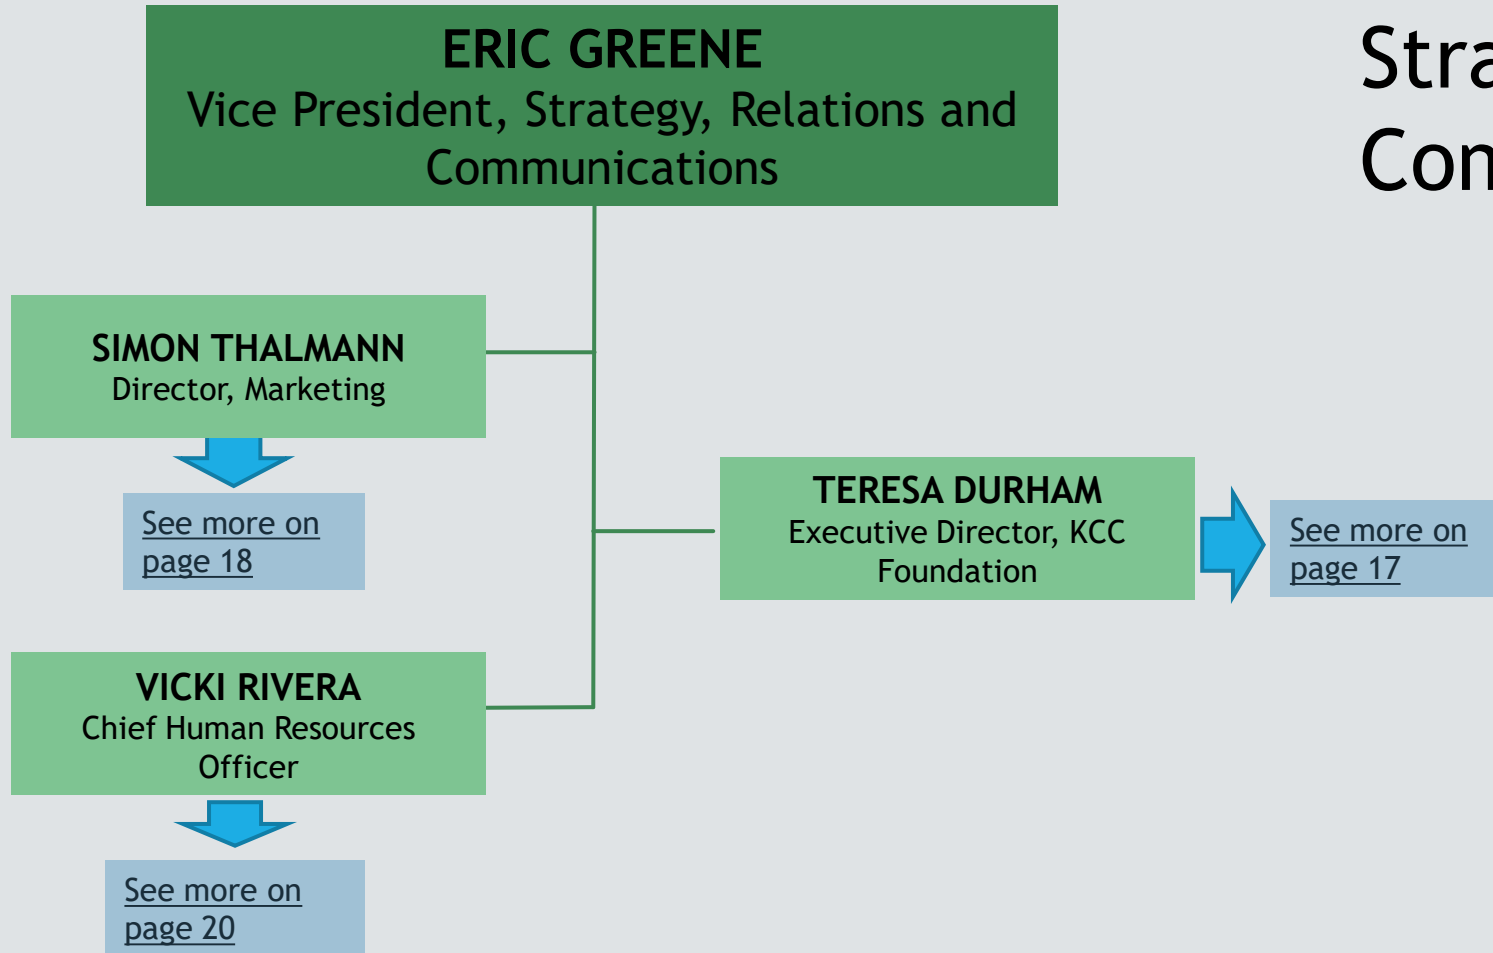 ERIC GREENE
Vice President, Strategy, Relations and
Communications
SIMON THALMANN
Director, Marketing
See more on
page 18
TERESA DURHAM
Executive Director, KCC
Foundation
See more on
page 17
VICKI RIVERA
Chief Human Resources
Officer
See more on
page 20